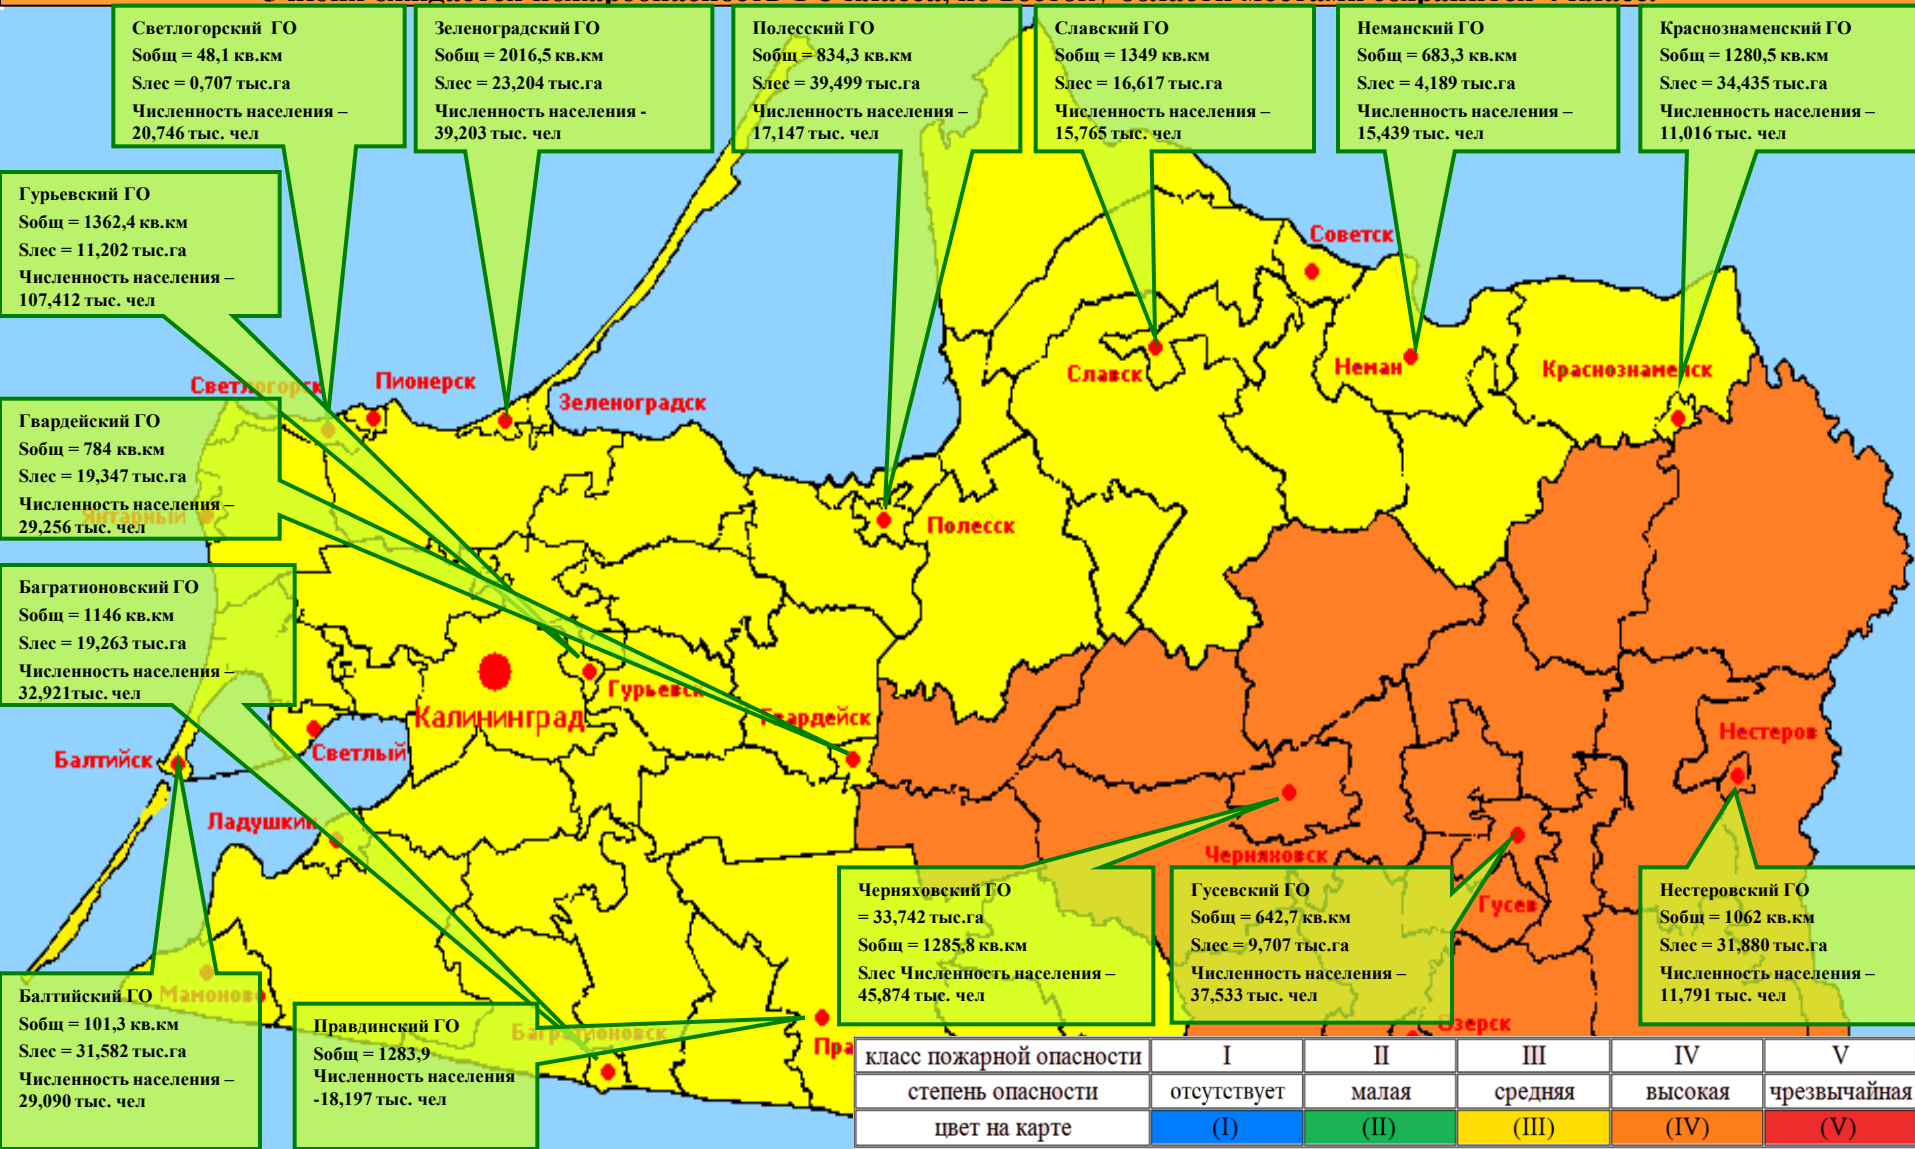 Светлогорский ГО
Sобщ = 48,1 кв.км
Sлес = 0,707 тыс.га
Численность населения –
20,746 тыс. чел
Зеленоградский ГО
Sобщ = 2016,5 кв.км
Sлес = 23,204 тыс.га
Численность населения -
39,203 тыс. чел
Полесский ГО
Sобщ = 834,3 кв.км
Sлес = 39,499 тыс.га
Численность населения –
17,147 тыс. чел
Славский ГО
Sобщ = 1349 кв.км
Sлес = 16,617 тыс.га
Численность населения –
15,765 тыс. чел
Неманский ГО
Sобщ = 683,3 кв.км
Sлес = 4,189 тыс.га
Численность населения –
15,439 тыс. чел
Краснознаменский ГО
Sобщ = 1280,5 кв.км
Sлес = 34,435 тыс.га
Численность населения –
11,016 тыс. чел
Гурьевский ГО
Sобщ = 1362,4 кв.км
Sлес = 11,202 тыс.га
Численность населения –
107,412 тыс. чел
Советск
Светлогорск
Пионерск
Зеленоградск
Славск
Неман
Краснознаменск
Гвардейский ГО
Sобщ = 784 кв.км
Sлес = 19,347 тыс.га
Численность населения –
29,256 тыс. чел
Янтарный
Полесск
Багратионовский ГО
Sобщ = 1146 кв.км
Sлес = 19,263 тыс.га
Численность населения –
32,921тыс. чел
Гурьевск
Калининград
Гвардейск
Нестеров
Балтийск
Светлый
Ладушкин
Черняховск
Гусев
Черняховский ГО
= 33,742 тыс.га
Sобщ = 1285,8 кв.км
Sлес Численность населения –
45,874 тыс. чел
Гусевский ГО
Sобщ = 642,7 кв.км
Sлес = 9,707 тыс.га
Численность населения –
37,533 тыс. чел
Нестеровский ГО
Sобщ = 1062 кв.км
Sлес = 31,880 тыс.га
Численность населения –
11,791 тыс. чел
Балтийский ГО
Sобщ = 101,3 кв.км
Sлес = 31,582 тыс.га
Численность населения –
29,090 тыс. чел
Мамоново
Правдинский ГО
Sобщ = 1283,9
Численность населения
-18,197 тыс. чел
Багратионовск
Озерск
Пра
класс пожарной опасности I II III IV V
степень опасности отсутствует малая средняя высокая чрезвычайная
цвет на карте (I) (II) (III) (IV) (V)